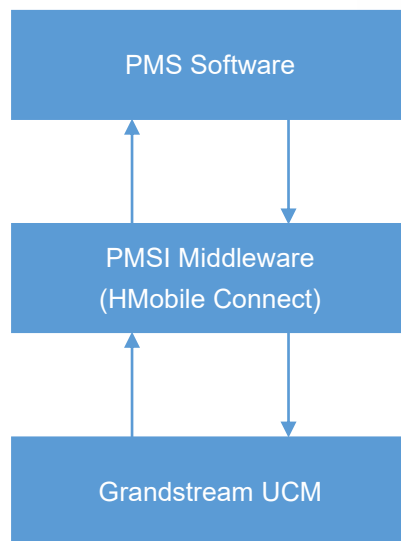 PMS Software
PMSI Middleware
(HMobile Connect)
Grandstream UCM